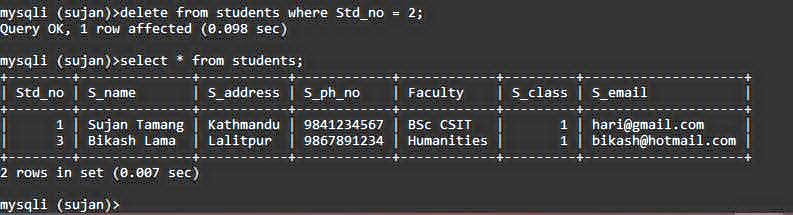 mysqli (sujan)>delete from students where Std_no = 2;
Query OK, 1 row affected (0.098 sec)
mysqli (sujan)>select * from students;
+--------+--------------+-----------+------------+------------+---------+--------------------+
| Std_no | S_name       | S_address | S_ph_no    | Faculty    | S_class | S_email            |
+--------+--------------+-----------+------------+------------+---------+--------------------+
|      1 | Sujan Tamang | Kathmandu | 9841234567 | BSc CSIT   |       1 | hari@gmail.com     |
|      3 | Bikash Lama  | Lalitpur  | 9867891234 | Humanities |       1 | bikash@hotmail.com |
+--------+--------------+-----------+------------+------------+---------+--------------------+
2 rows in set (0.007 sec)
mysqli (sujan)>